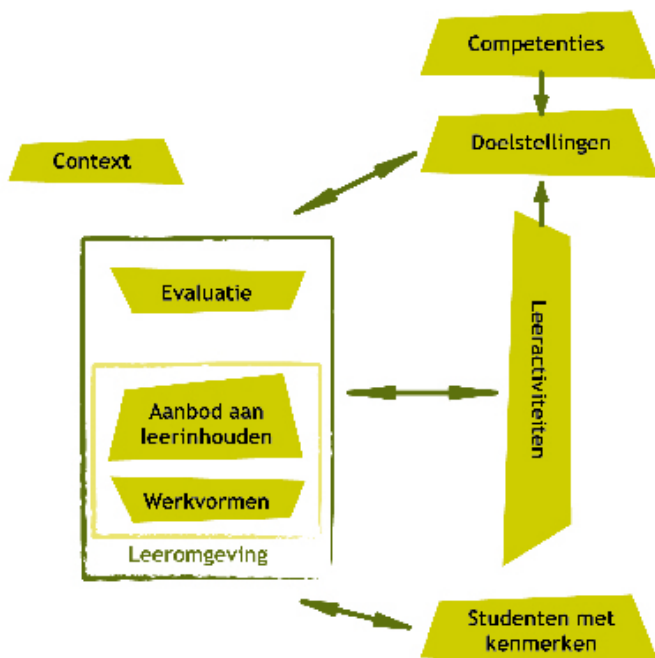 Competenties
Doelstellingen
Context
Evaluatie
Leeractiviteiten
Aanbod aan
leerinhouden
Werkvormen
Leeromgeving
Studenten met
kenmerken